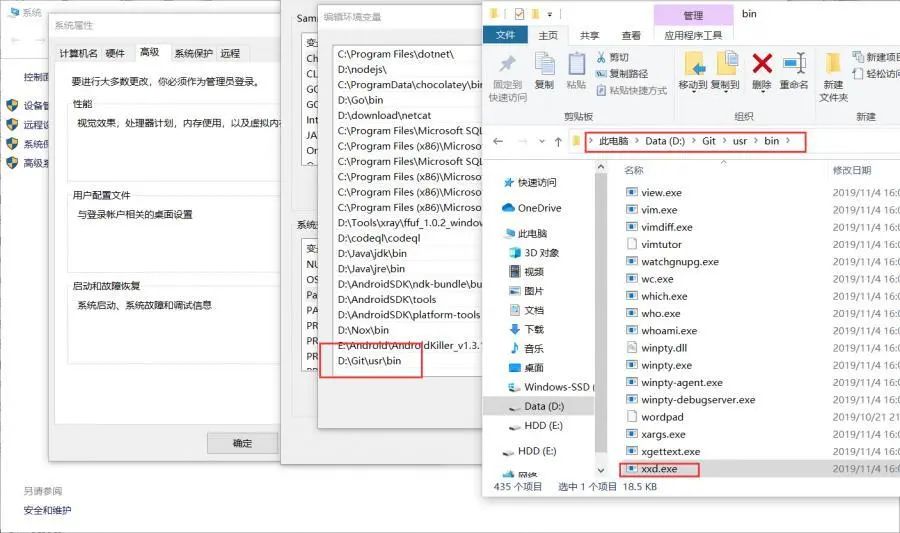 系统
系统属性
计算机名 硬件 高级 系统保护 远程
要进行大多数更改，你必须作为管理员登录。
性能
视觉效果，处理器计划，内存使用，以及虚拟内存
用户配置文件
与登录帐户相关的桌面设置
启动和故障恢复
系统启动、系统故障和调试信息
确定
控制面
设备管
远程设
系统保
高级系
另请参阅
安全和维护
Sam
变
Ch
CL
GO
GO
INT
JA
On
系统变
变
NU
OS
Pa
PA
PR
PR
PR
编辑环境变量
C:\Program Files\dotnet\
D:\nodejs\
C:\ProgramData\chocolatey\bin
D:\Go\bin
D:\download\netcat
C:\Program Files\Microsoft SQL
C:\Program Files (x86)\Microsoft
C:\Program Files\Microsoft SQL
C:\Program Files (x86)\Microsoft
C:\Program Files (x86)\Microsoft
C:\Program Files (x86)\Microsoft
D:\Tools\xray\ffuf_1.0.2_window
D:\codeql\codeql
D:\Java\jdk\bin
D:\Java\jre\bin
D:\AndroidSDK\ndk-bundle\bu
D:\AndroidSDK\tools
D:\AndroidSDK\platform-tools
D:\Nox\bin
E:\Android\AndroidKiller_v1.3.1
D:\Git\usr\bin
管理 bin
文件 主页 共享 查看 应用程序工具
固定到快速访问
复制
粘贴
剪切
复制路径
粘贴快捷方式
剪贴板
移动到 复制到 删除 重命名
组织
新建文件夹
新建项目
轻松访问
新建
此电脑 > Data (D:) > Git > usr > bin >
快速访问
OneDrive
此电脑
3D 对象
视频
图片
文档
下载
音乐
桌面
Windows-SSD (
Data (D:)
HDD (E:)
HDD (E:)
网络
名称 修改日期
view.exe 2019/11/4 16:0
vim.exe 2019/11/4 16:0
vimdiff.exe 2019/11/4 16:0
vimtutor 2019/11/4 16:0
watchgnupg.exe 2019/11/4 16:0
wc.exe 2019/11/4 16:0
which.exe 2019/11/4 16:0
who.exe 2019/11/4 16:0
whoami.exe 2019/11/4 16:0
winpty.dll 2019/11/4 16:0
winpty.exe 2019/11/4 16:0
winpty-agent.exe 2019/11/4 16:0
winpty-debugserver.exe 2019/11/4 16:0
wordpad 2019/10/21 21
xargs.exe 2019/11/4 16:0
xgettext.exe 2019/11/4 16:0
xxd.exe 2019/11/4 16:0
435 个项目 选中 1 个项目 18.5 KB